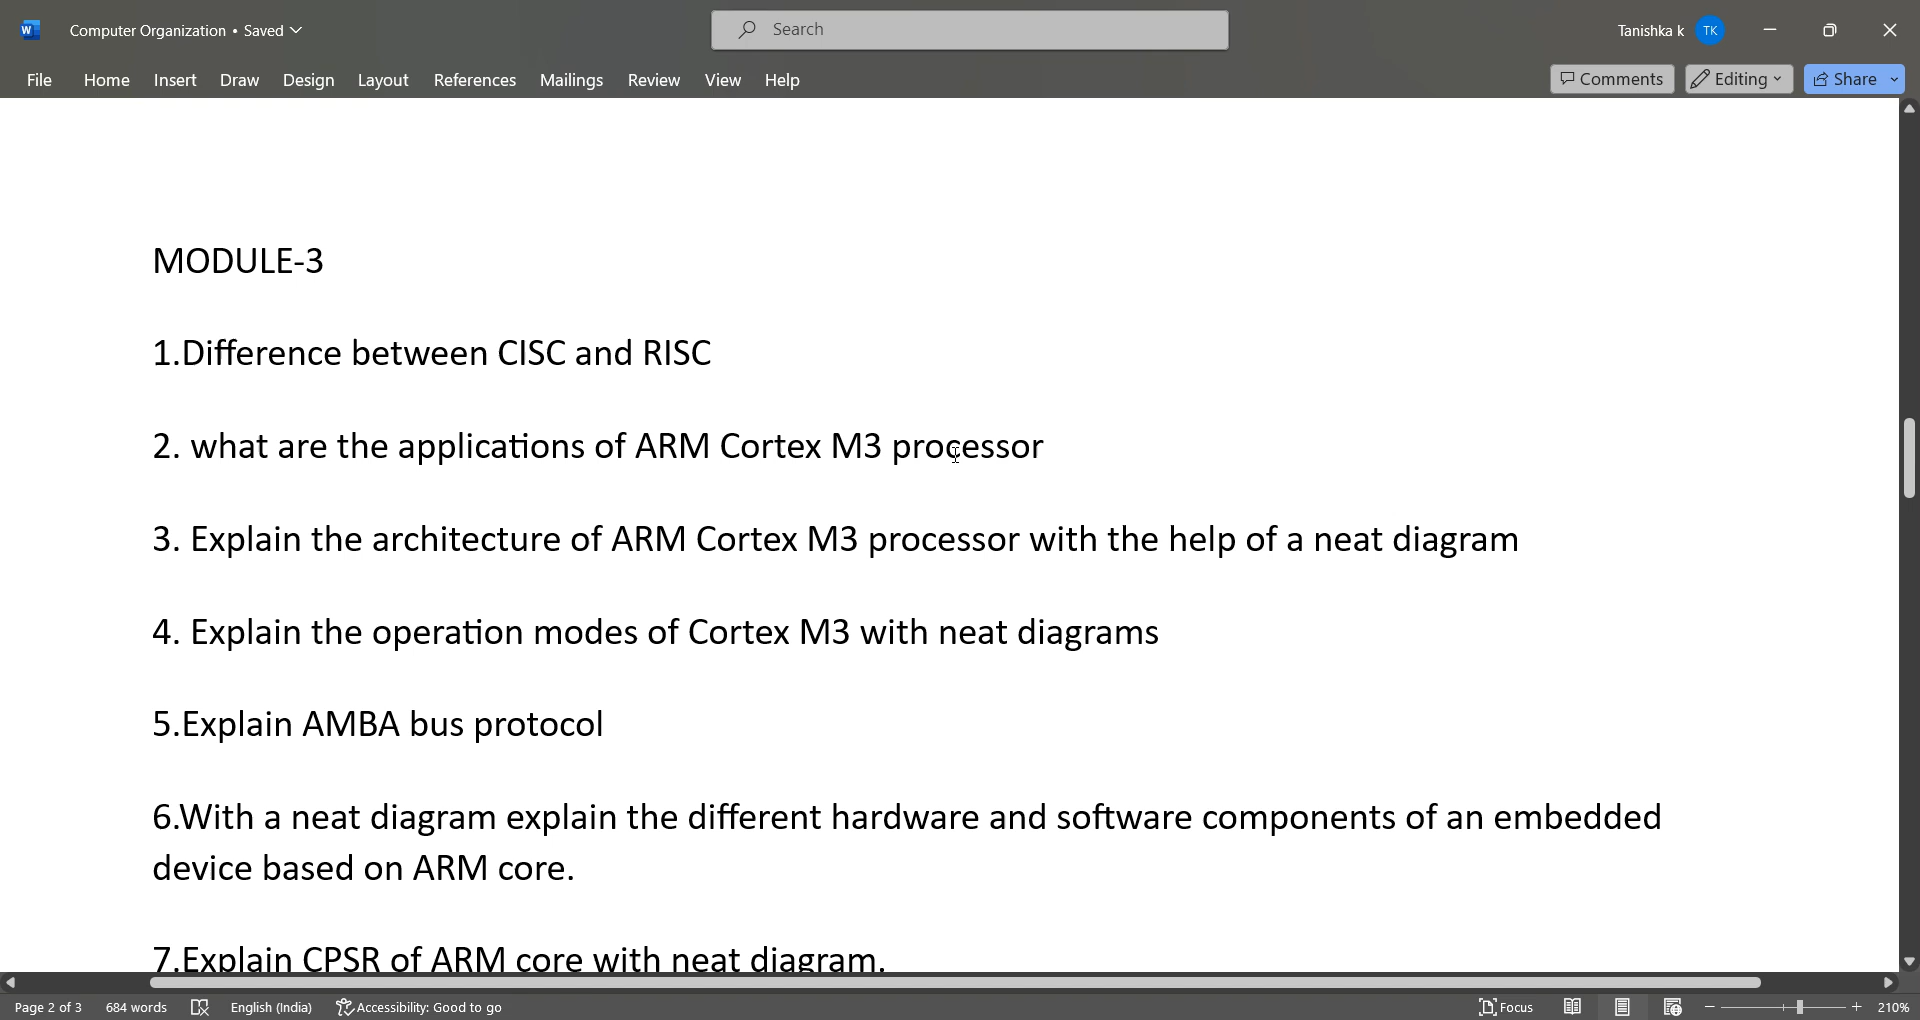 Computer Organization • Saved
Search
Tanishka k
TK
File
Home
Insert
Draw
Design
Layout
References
Mailings
Review
View
Help
Comments
Editing
Share
MODULE-3
1.Difference between CISC and RISC
2. what are the applications of ARM Cortex M3 processor
3. Explain the architecture of ARM Cortex M3 processor with the help of a neat diagram
4. Explain the operation modes of Cortex M3 with neat diagrams
5.Explain AMBA bus protocol
6.With a neat diagram explain the different hardware and software components of an embedded
device based on ARM core.
7.Explain CPSR of ARM core with neat diagram.
Page 2 of 3
684 words
English (India)
Accessibility: Good to go
Focus
210%